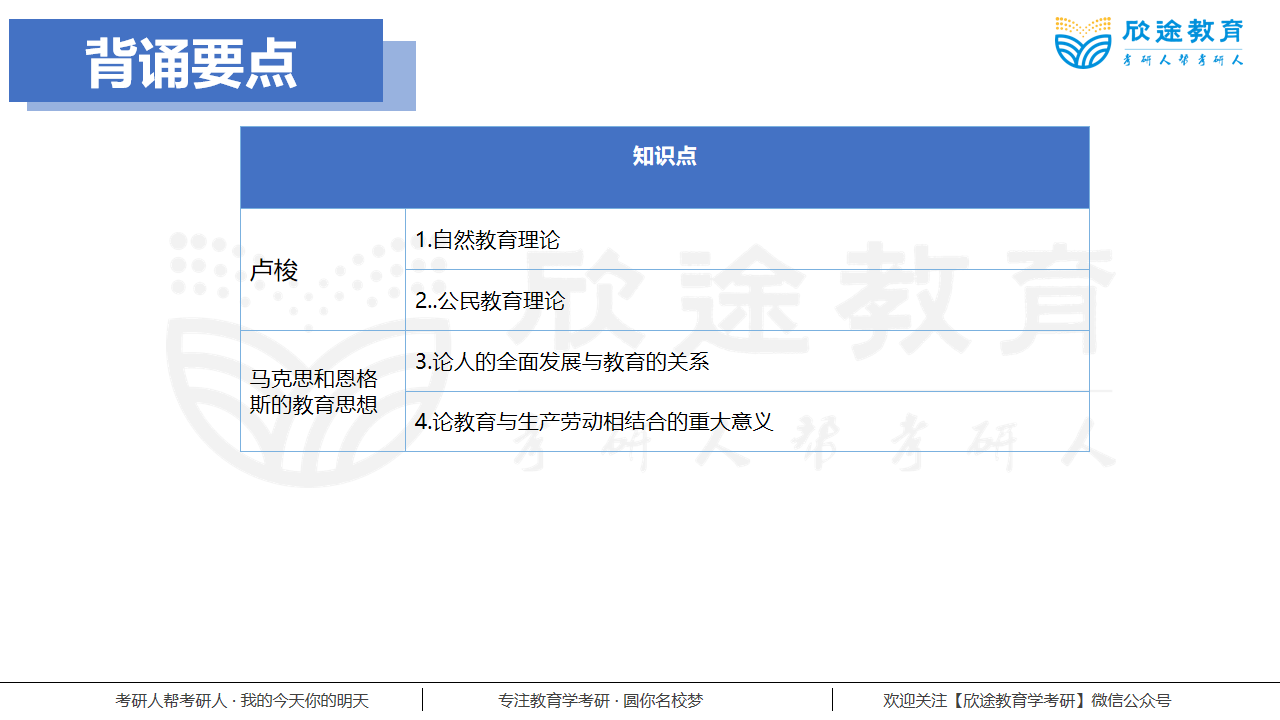 背诵要点
欣途教育
考研人帮考研人
知识点
卢梭
1.自然教育理论
2..公民教育理论
马克思和恩格
斯的教育思想
3.论人的全面发展与教育的关系
4.论教育与生产劳动相结合的重大意义
欣途教育
考研人帮考研人
考研人帮考研人 · 我的今天你的明天
专注教育学考研 · 圆你名校梦
欢迎关注【欣途教育学考研】微信公众号